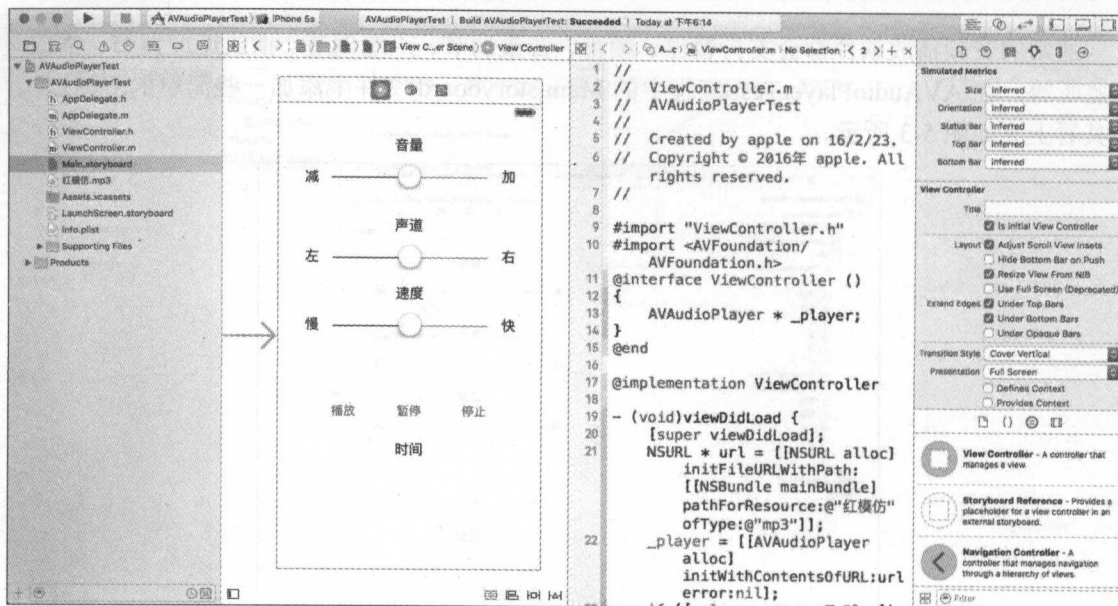 AVAudioPlayerTest iPhone 5s
AVAudioPlayerTest | Build AVAudioPlayerTest: Succeeded | Today at 下午6:14
View C...er Scene View Controller
A...c ViewController.m No Selection < 2 > + ×
AVAudioPlayerTest
AVAudioPlayerTest
h AppDelegate.h
m AppDelegate.m
h ViewController.h
m ViewController.m
Main.storyboard
红模仿.mp3
Assets.xcassets
LaunchScreen.storyboard
Info.plist
Supporting Files
Products
音量
减 加
声道
左 右
速度
慢 快
播放 暂停 停止
时间
1 //
2 // ViewController.m
3 // AVAudioPlayerTest
4 //
5 // Created by apple on 16/2/23.
6 // Copyright © 2016年 apple. All
rights reserved.
7 //
8
9 #import "ViewController.h"
10 #import <AVFoundation/
AVFoundation.h>
11 @interface ViewController ()
12 {
13 AVAudioPlayer * _player;
14 }
15 @end
16
17 @implementation ViewController
18
19 - (void)viewDidLoad {
20 [super viewDidLoad];
21 NSURL * url = [[NSURL alloc]
initFileURLWithPath:
[[NSBundle mainBundle]
pathForResource:@"红模仿"
ofType:@"mp3"]];
22 _player = [[AVAudioPlayer
alloc]
initWithContentsOfURL:url
error:nil];
Simulated Metrics
Size Inferred
Orientation Inferred
Status Bar Inferred
Top Bar Inferred
Bottom Bar Inferred
View Controller
Title
Is Initial View Controller
Layout Adjust Scroll View Insets
Hide Bottom Bar on Push
Resize View From NIB
Use Full Screen (Deprecated)
Extend Edges Under Top Bars
Under Bottom Bars
Under Opaque Bars
Transition Style Cover Vertical
Presentation Full Screen
Defines Context
Provides Context
View Controller - A controller that
manages a view.
Storyboard Reference - Provides a
placeholder for a view controller in an
external storyboard.
Navigation Controller - A
controller that manages navigation
through a hierarchy of views.
Filter